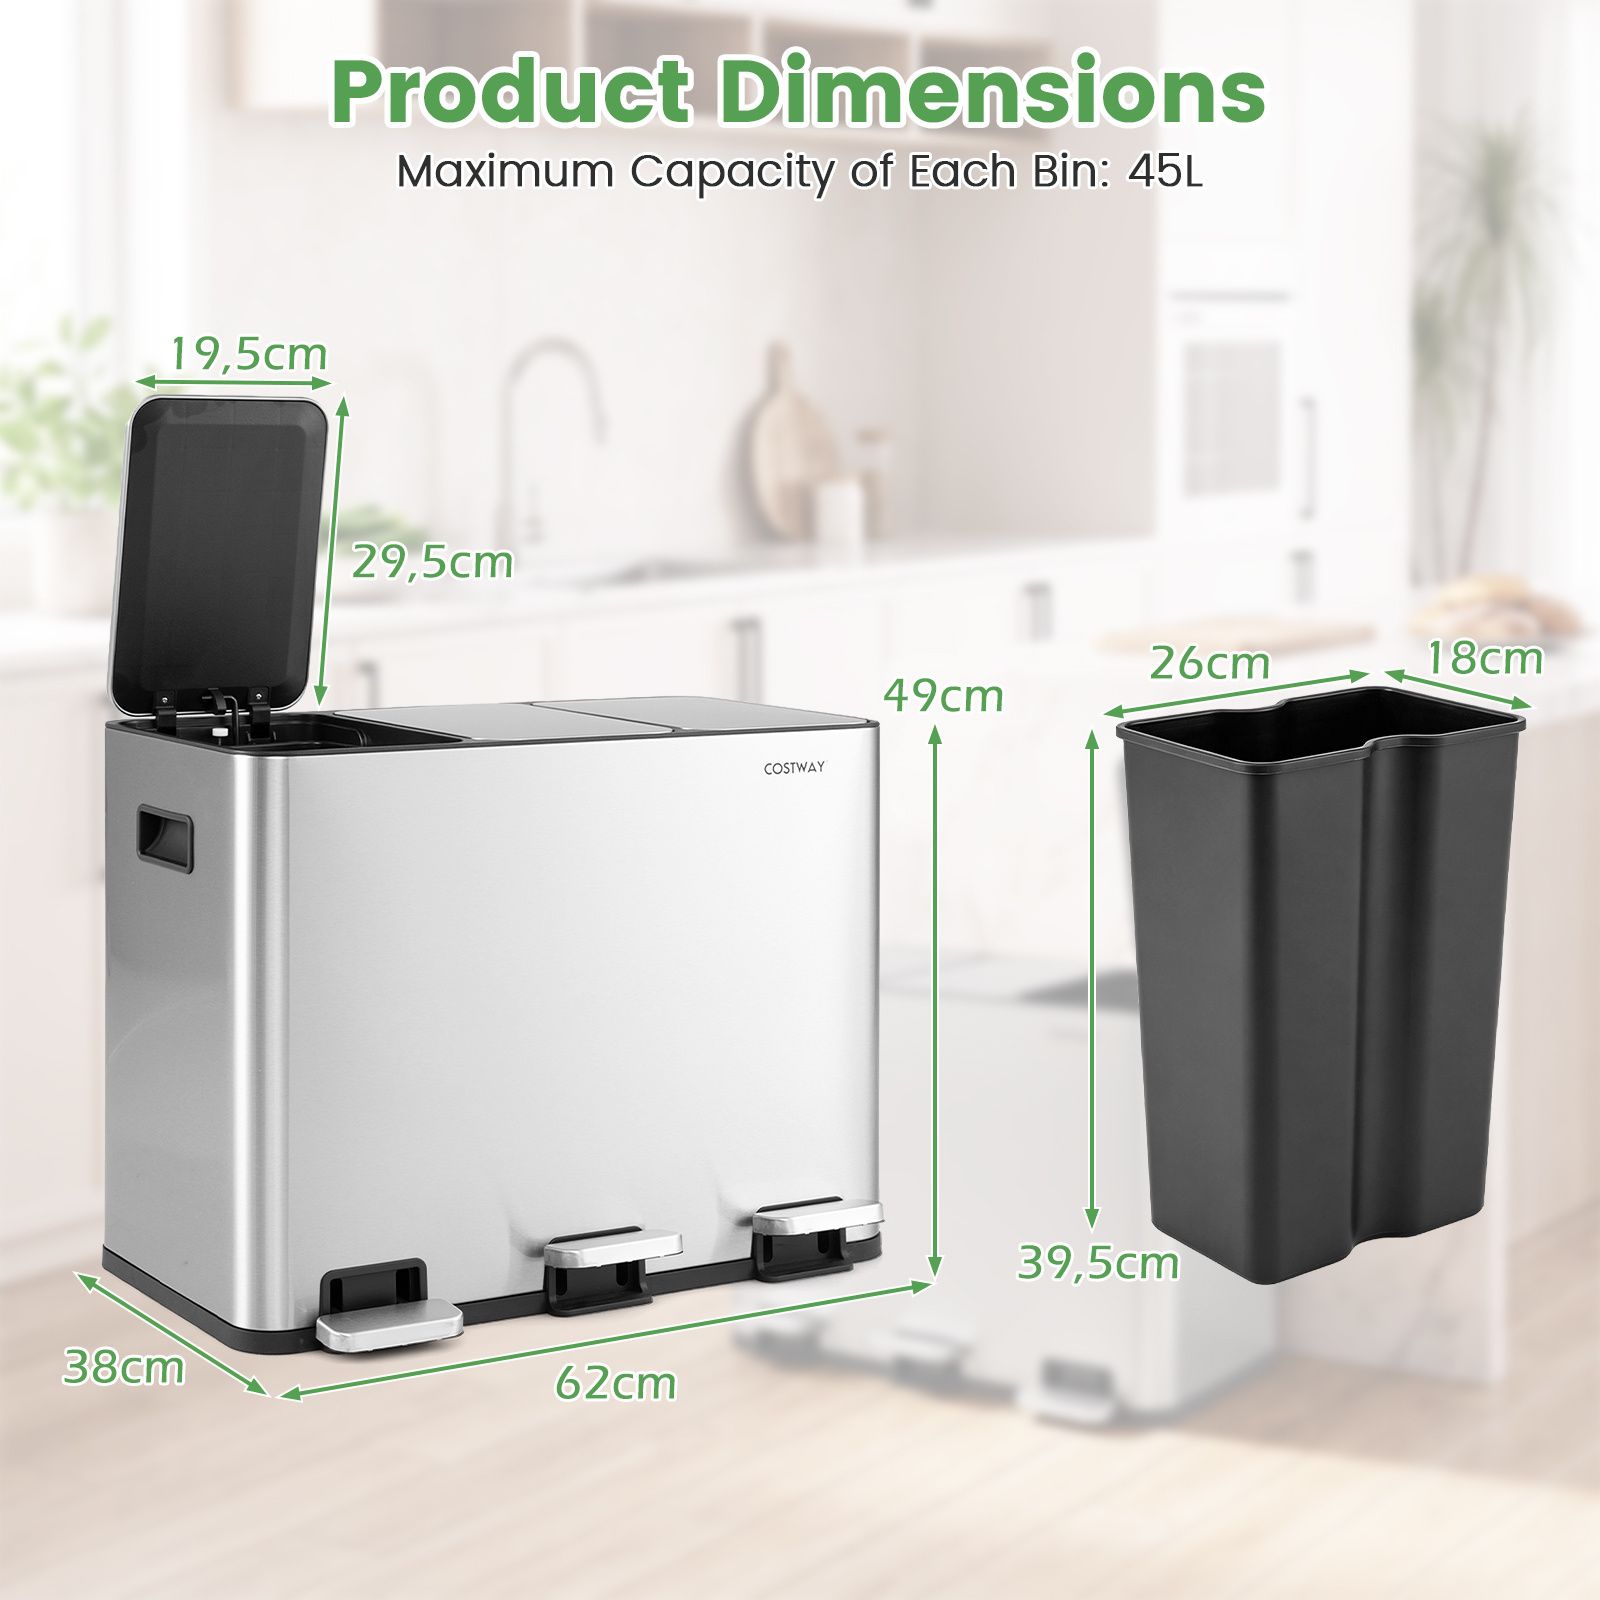 Product Dimensions
Maximum Capacity of Each Bin: 45L
19,5cm
29,5cm
49cm
26cm
18cm
COSTWAY
39,5cm
38cm
62cm